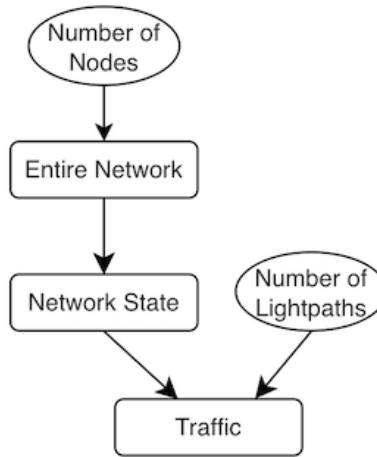 Number of
Nodes
Entire Network
Network State
Number of
Lightpaths
Traffic